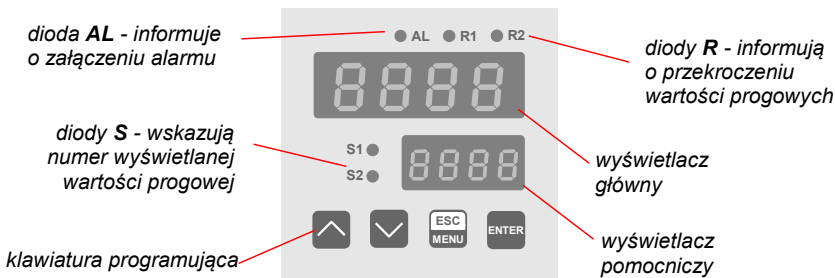 dioda AL - informuje
o załączeniu alarmu
AL R1 R2
diody R - informują
o przekroczeniu
wartości progowych
8888
diody S - wskazują
numer wyświetlanej
wartości progowej
S1
S2
8888
wyświetlacz
główny
ESC
MENU
ENTER
klawiatura programująca
wyświetlacz
pomocniczy